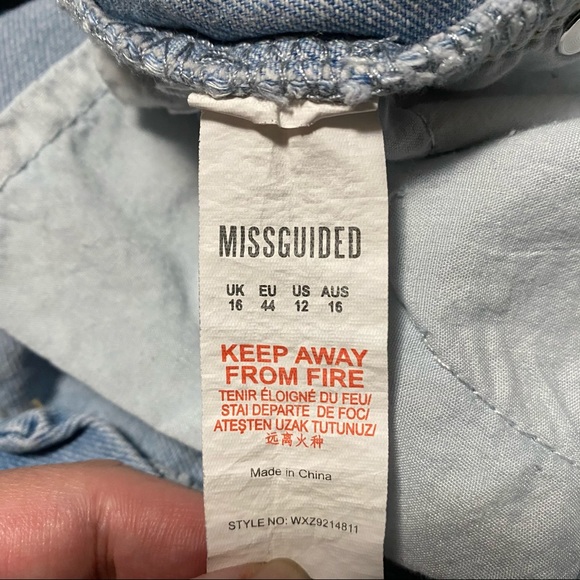 MISSGUIDED
UK EU US AUS
16 44 12 16
KEEP AWAY
FROM FIRE
TENIR ÉLOIGNÉ DU FEU/
STAI DEPARTE DE FOC/
ATEŞTEN UZAK TUTUNUZ/
远离火种
Made in China
STYLE NO: WXZ9214811